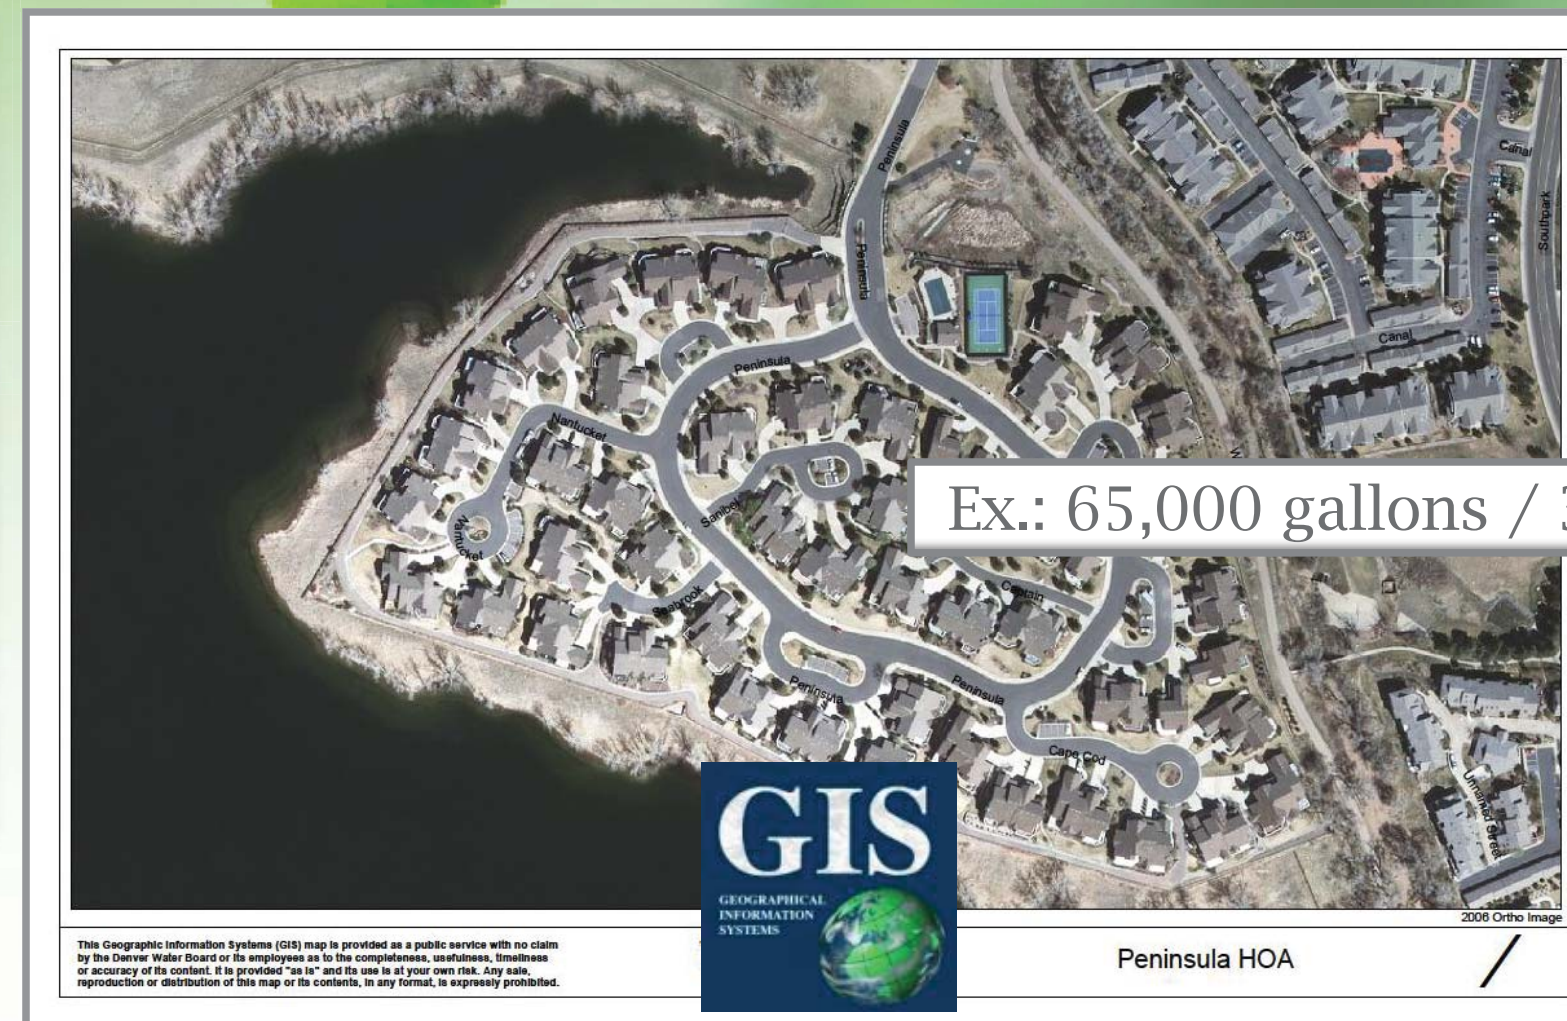 Peninsula
Canal
Southpark
Peninsula
Canal
Peninsula
Nantucket
Sanibel
Ex.: 65,000 gallons /
Nantucket
Captain
Seabrook
Peninsula
Peninsula
Cape Cod
Unnamed Street
GIS
GEOGRAPHICAL
INFORMATION
SYSTEMS
2006 Ortho Image
This Geographic Information Systems (GIS) map is provided as a public service with no claim
by the Denver Water Board or its employees as to the completeness, usefulness, timeliness
or accuracy of its content. It is provided "as is" and its use is at your own risk. Any sale,
reproduction or distribution of this map or its contents, in any format, is expressly prohibited.
Peninsula HOA